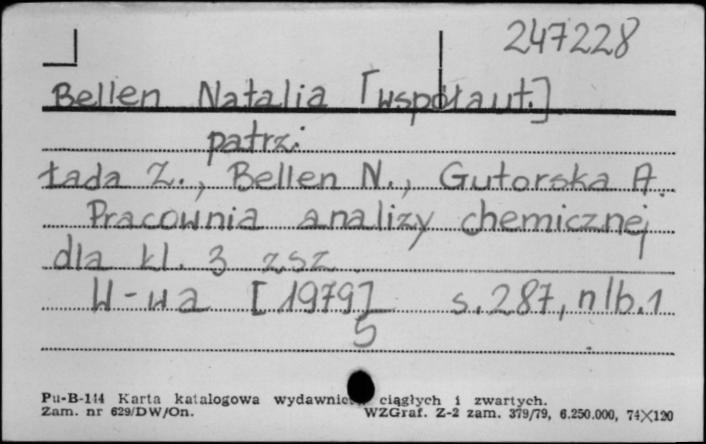 247228
Bellen Natalia [współaut.]
patrz:
Łada Z., Bellen N., Gutorska A.
Pracownia analizy chemicznej
dla kl. 3 zsz.
W-wa [1979] s. 287, nlb. 1
5
Pu-B-144 Karta katalogowa wydawnic ciągłych i zwartych.
Zam. nr 629/DW/On. WZGraf. Z-2 zam. 379/79, 6.250.000, 74X120